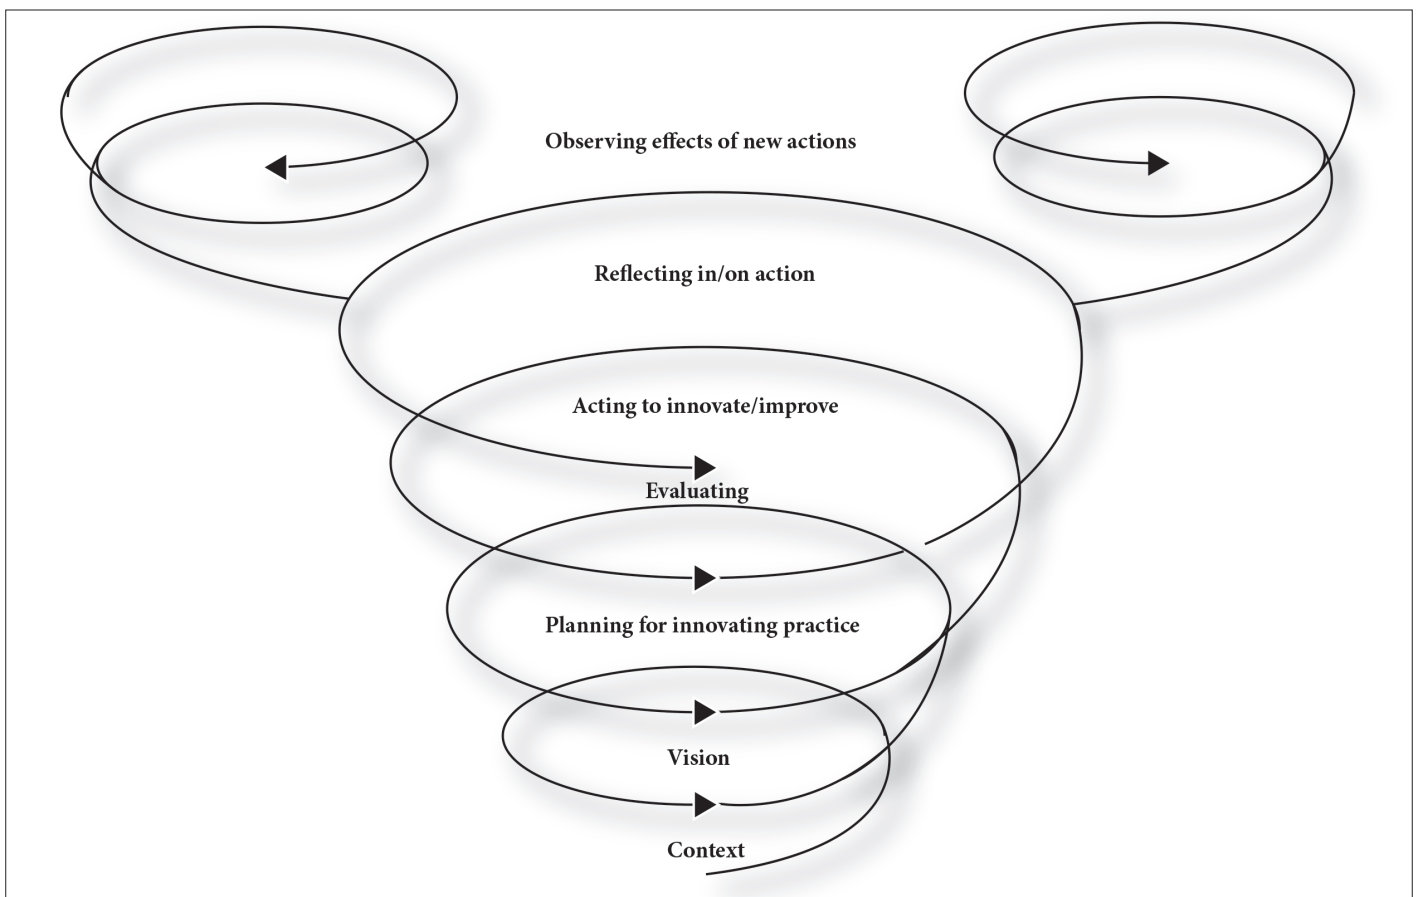 Observing effects of new actions
Reflecting in/on action
Acting to innovate/improve
Evaluating
Planning for innovating practice
Vision
Context